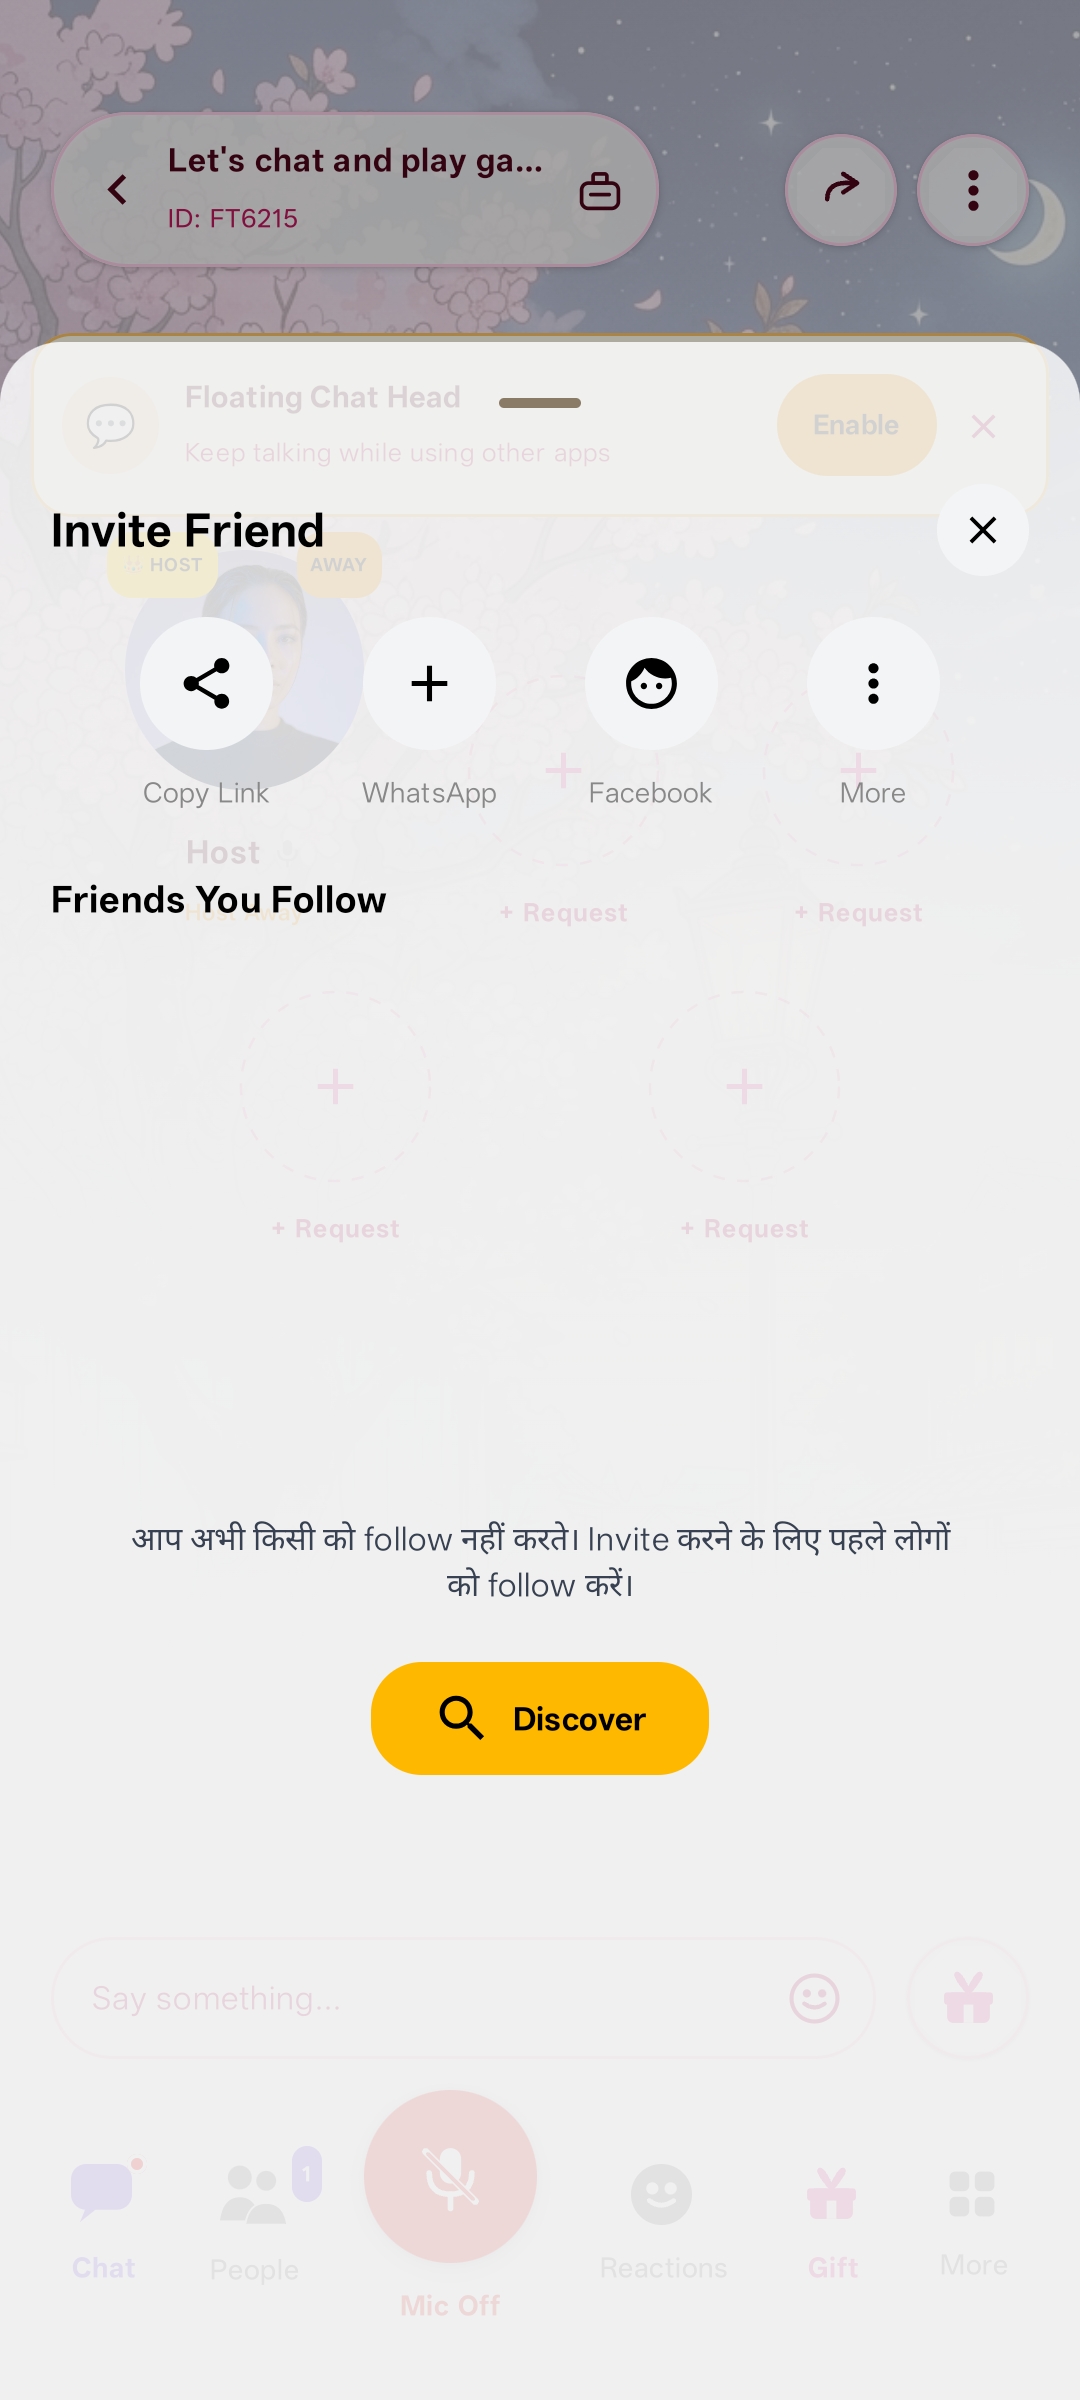 Let's chat and play ga...
ID: FT6215
Floating Chat Head
Keep talking while using other apps
Enable
Invite Friend
HOST
AWAY
Copy Link
WhatsApp
Facebook
More
Host
Friends You Follow
Host Away
+ Request
+ Request
+ Request
+ Request
आप अभी किसी को follow नहीं करते। Invite करने के लिए पहले लोगों
को follow करें।
Discover
Say something...
1
Chat
People
Mic Off
Reactions
Gift
More